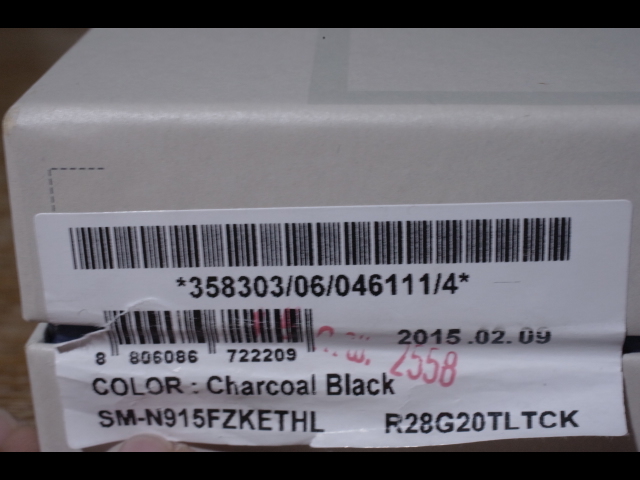 *358303/06/046111/4*
8 806086 722209
2015.02.09
2558
COLOR : Charcoal Black
SM-N915FZKETHL R28G20TLTCK